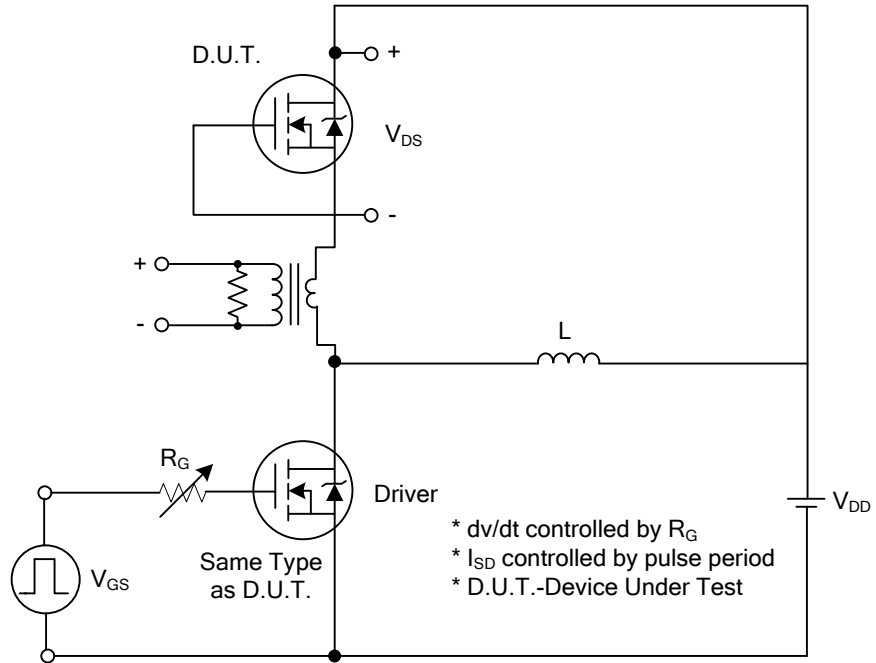 D.U.T.
+
V_DS
-
+
-
L
R_G
Driver
V_DD
V_GS
Same Type
as D.U.T.
* dv/dt controlled by R_G
* I_SD controlled by pulse period
* D.U.T.-Device Under Test